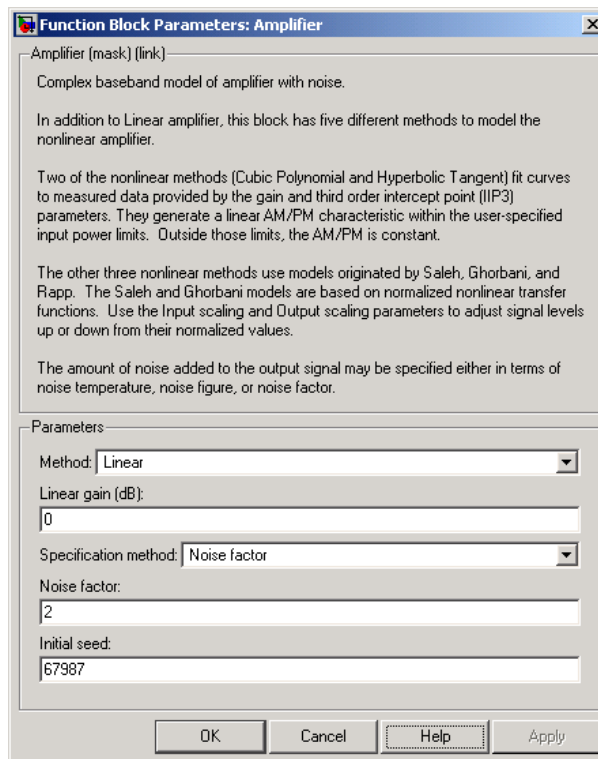 Function Block Parameters: Amplifier
Amplifier (mask) (link)
Complex baseband model of amplifier with noise.
In addition to Linear amplifier, this block has five different methods to model the
nonlinear amplifier.
Two of the nonlinear methods (Cubic Polynomial and Hyperbolic Tangent) fit curves
to measured data provided by the gain and third order intercept point (IIP3)
parameters. They generate a linear AM/PM characteristic within the user-specified
input power limits.  Outside those limits, the AM/PM is constant.
The other three nonlinear methods use models originated by Saleh, Ghorbani, and
Rapp.  The Saleh and Ghorbani models are based on normalized nonlinear transfer
functions.  Use the Input scaling and Output scaling parameters to adjust signal levels
up or down from their normalized values.
The amount of noise added to the output signal may be specified either in terms of
noise temperature, noise figure, or noise factor.
Parameters
Method: Linear
Linear gain (dB):
0
Specification method: Noise factor
Noise factor:
2
Initial seed:
67987
OK Cancel Help Apply